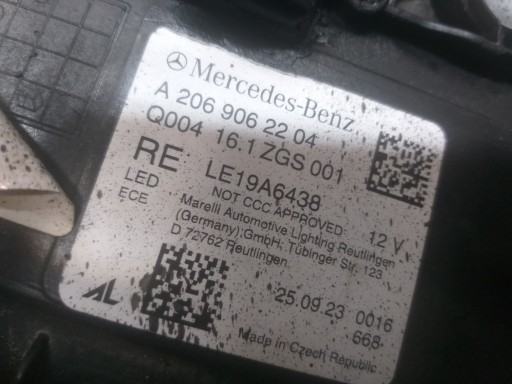 Mercedes-Benz
A 206 906 22 04
Q004 16.1 ZGS 001
RE LE19A6438
LED NOT CCC APPROVED: 12 V
ECE Marelli Automotive Lighting Reutlingen
(Germany) GmbH, Tübinger Str. 123
D 72762 Reutlingen
AL 25.09.23 0016
668
Made in Czech Republic